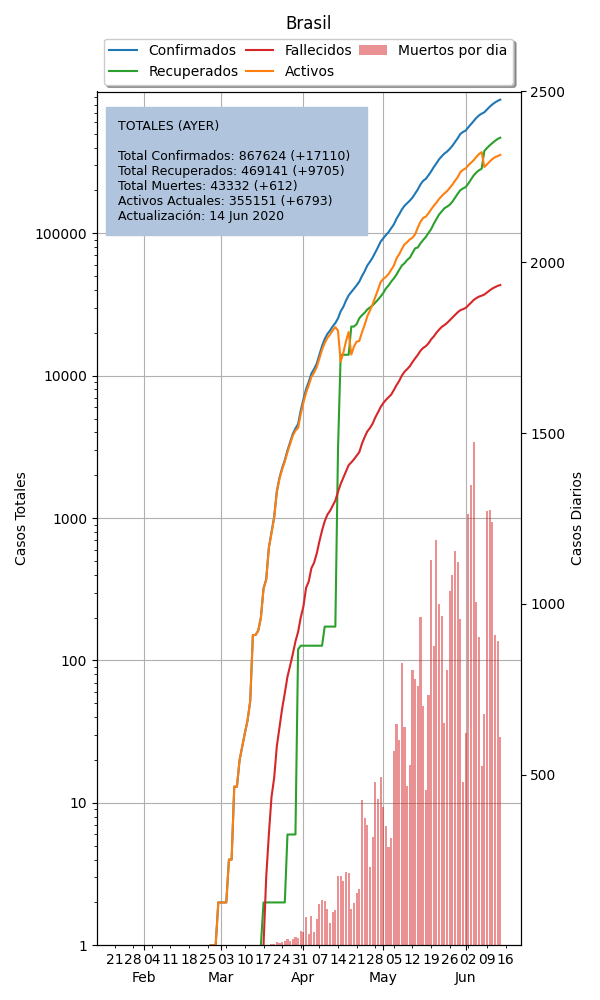 Brasil
Confirmados Fallecidos Muertos por dia
Recuperados Activos
TOTALES (AYER)
Total Confirmados: 867624 (+17110)
Total Recuperados: 469141 (+9705)
Total Muertes: 43332 (+612)
Activos Actuales: 355151 (+6793)
Actualización: 14 Jun 2020
2500
100000
2000
10000
1500
1000
Casos Totales
Casos Diarios
1000
100
500
10
1
21 28 04 11 18 25 03 10 17 24 31 07 14 21 28 05 12 19 26 02 09 16
Feb Mar Apr May Jun